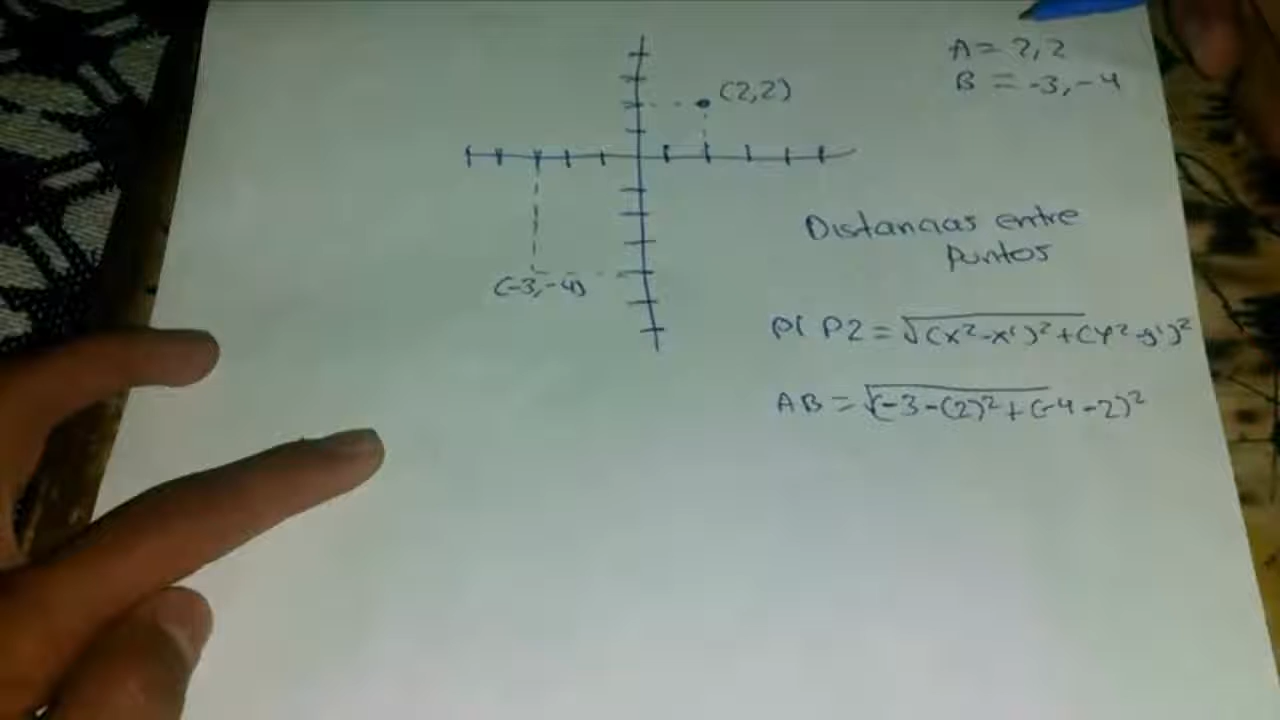 A = 2,2
B = -3,-4
(2,2)
Distancias entre
puntos
(-3,-4)
P1 P2 = √(x²-x¹)²+(y²-y¹)²
AB = √(-3-(2)²+(-4-2)²